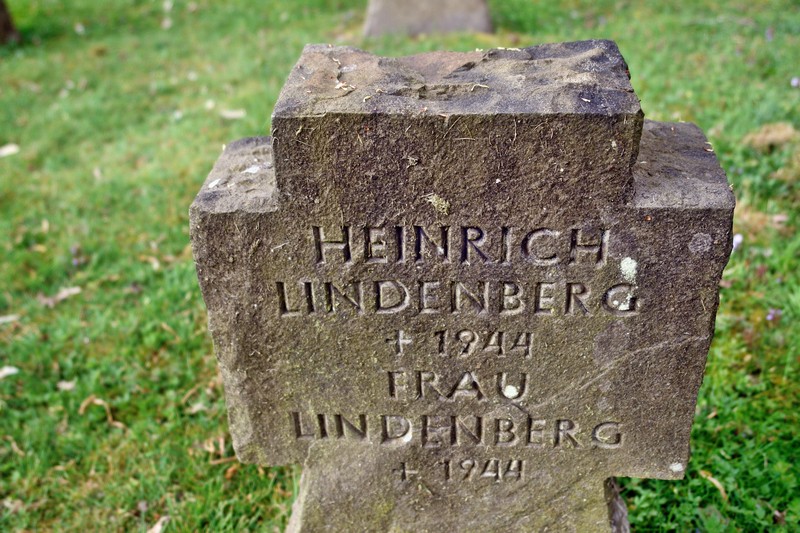 HEINRICH
LINDENBERG
+ 1944
FRAU
LINDENBERG
+ 1944